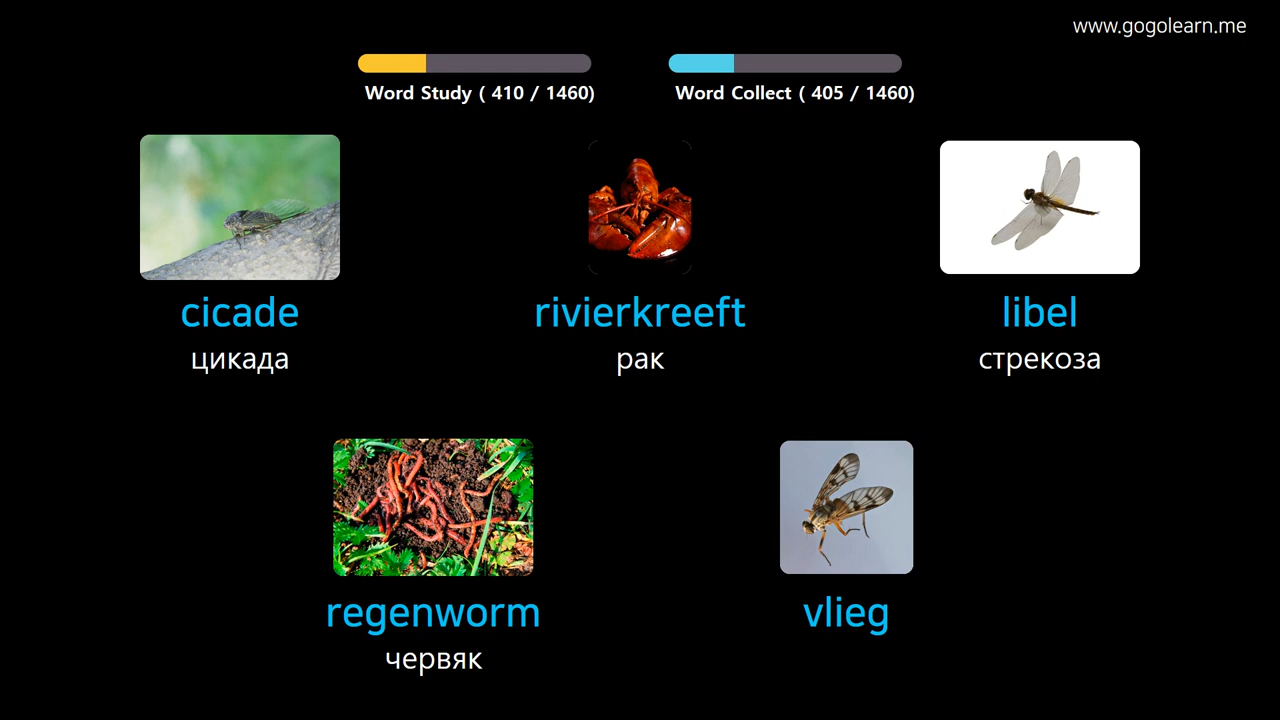 www.gogolearn.me
Word Study ( 410 / 1460)
Word Collect ( 405 / 1460)
cicade
цикада
rivierkreeft
рак
libel
стрекоза
regenworm
червяк
vlieg